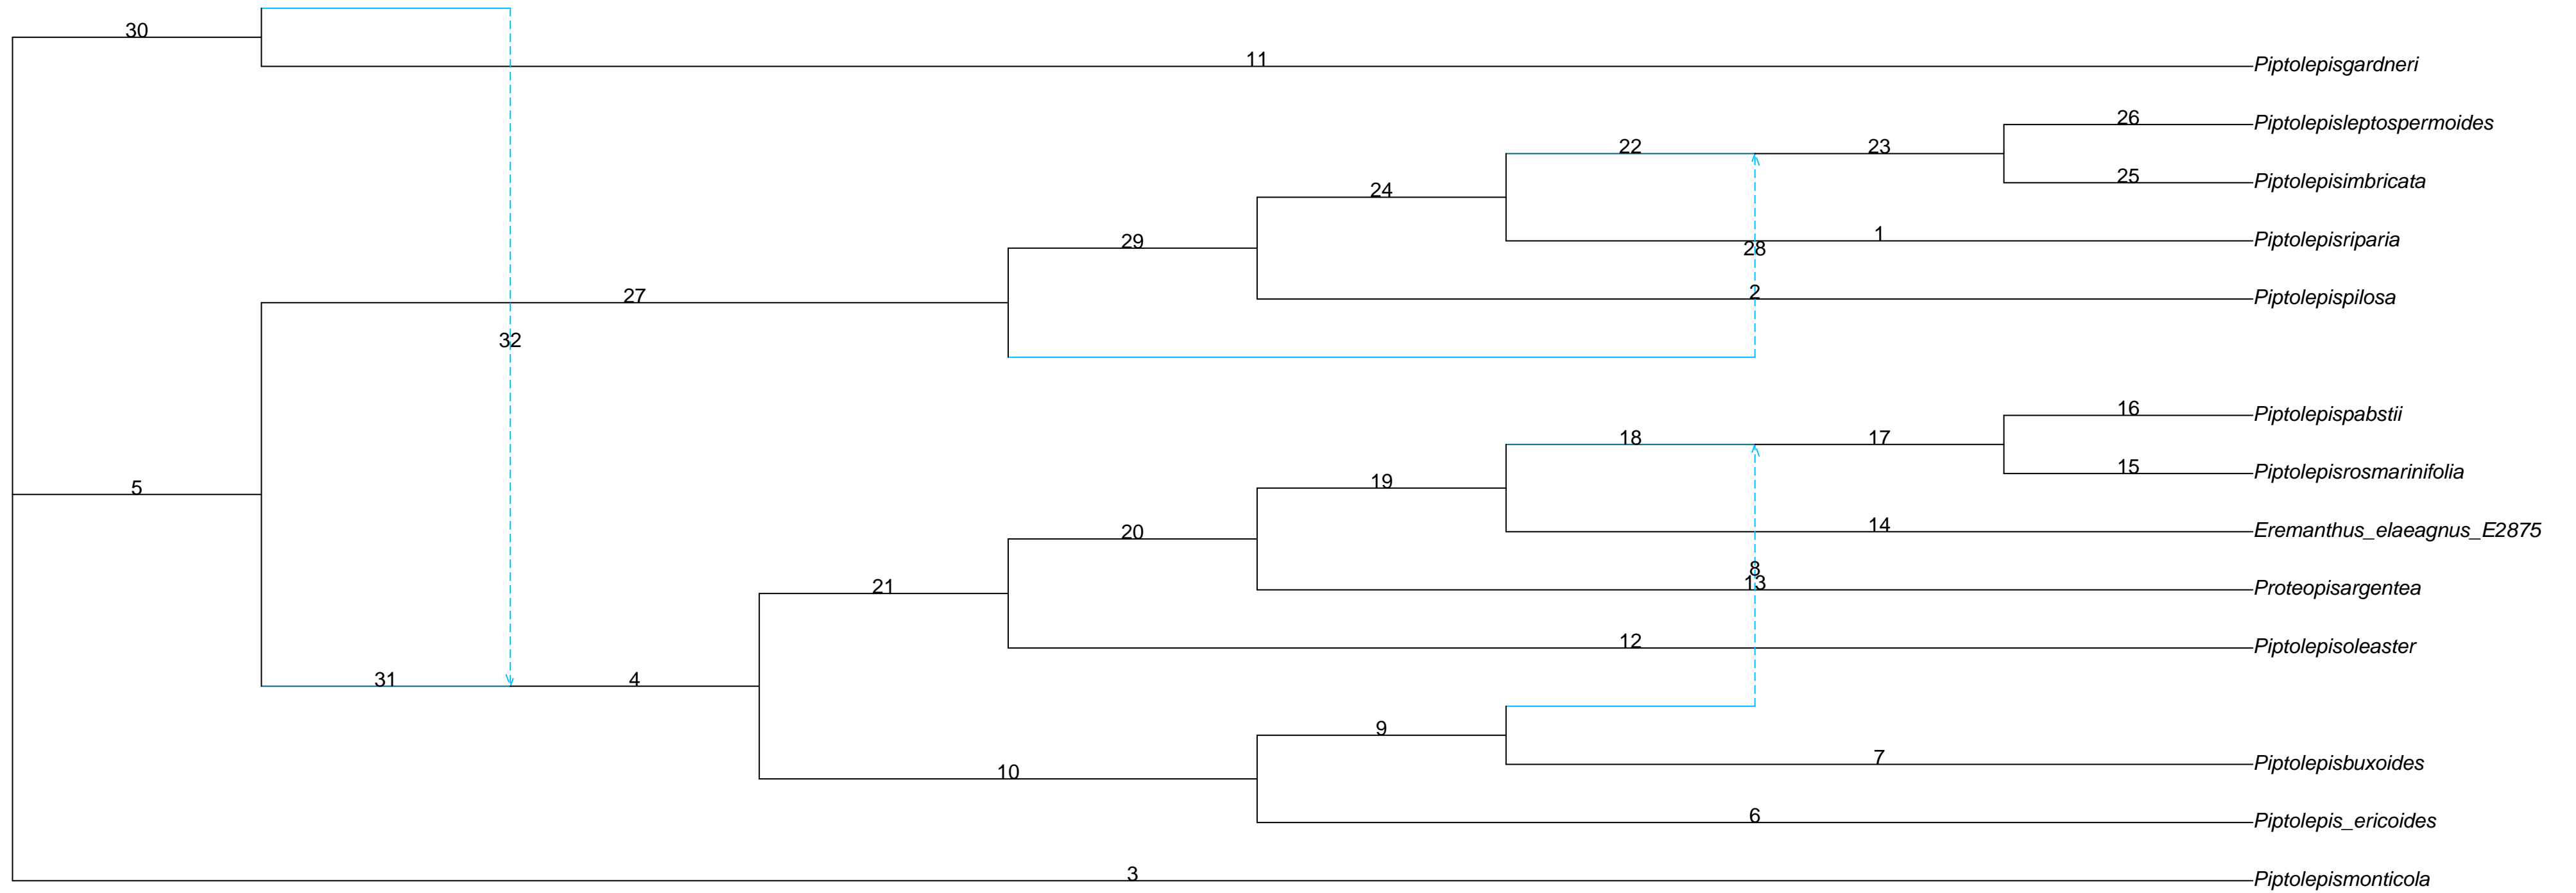 30
11
Piptolepisgardneri
26
Piptolepisleptospermoides
22
23
25
Piptolepisimbricata
24
1
Piptolepisriparia
29
28
27
2
Piptolepispilosa
32
16
Piptolepispabstii
18
17
15
Piptolepisrosmarinifolia
5
19
14
Eremanthus_elaeagnus_E2875
20
8
13
Proteopisargentea
21
12
Piptolepisoleaster
31
4
9
7
Piptolepisbuxoides
10
6
Piptolepis_ericoides
3
Piptolepismonticola